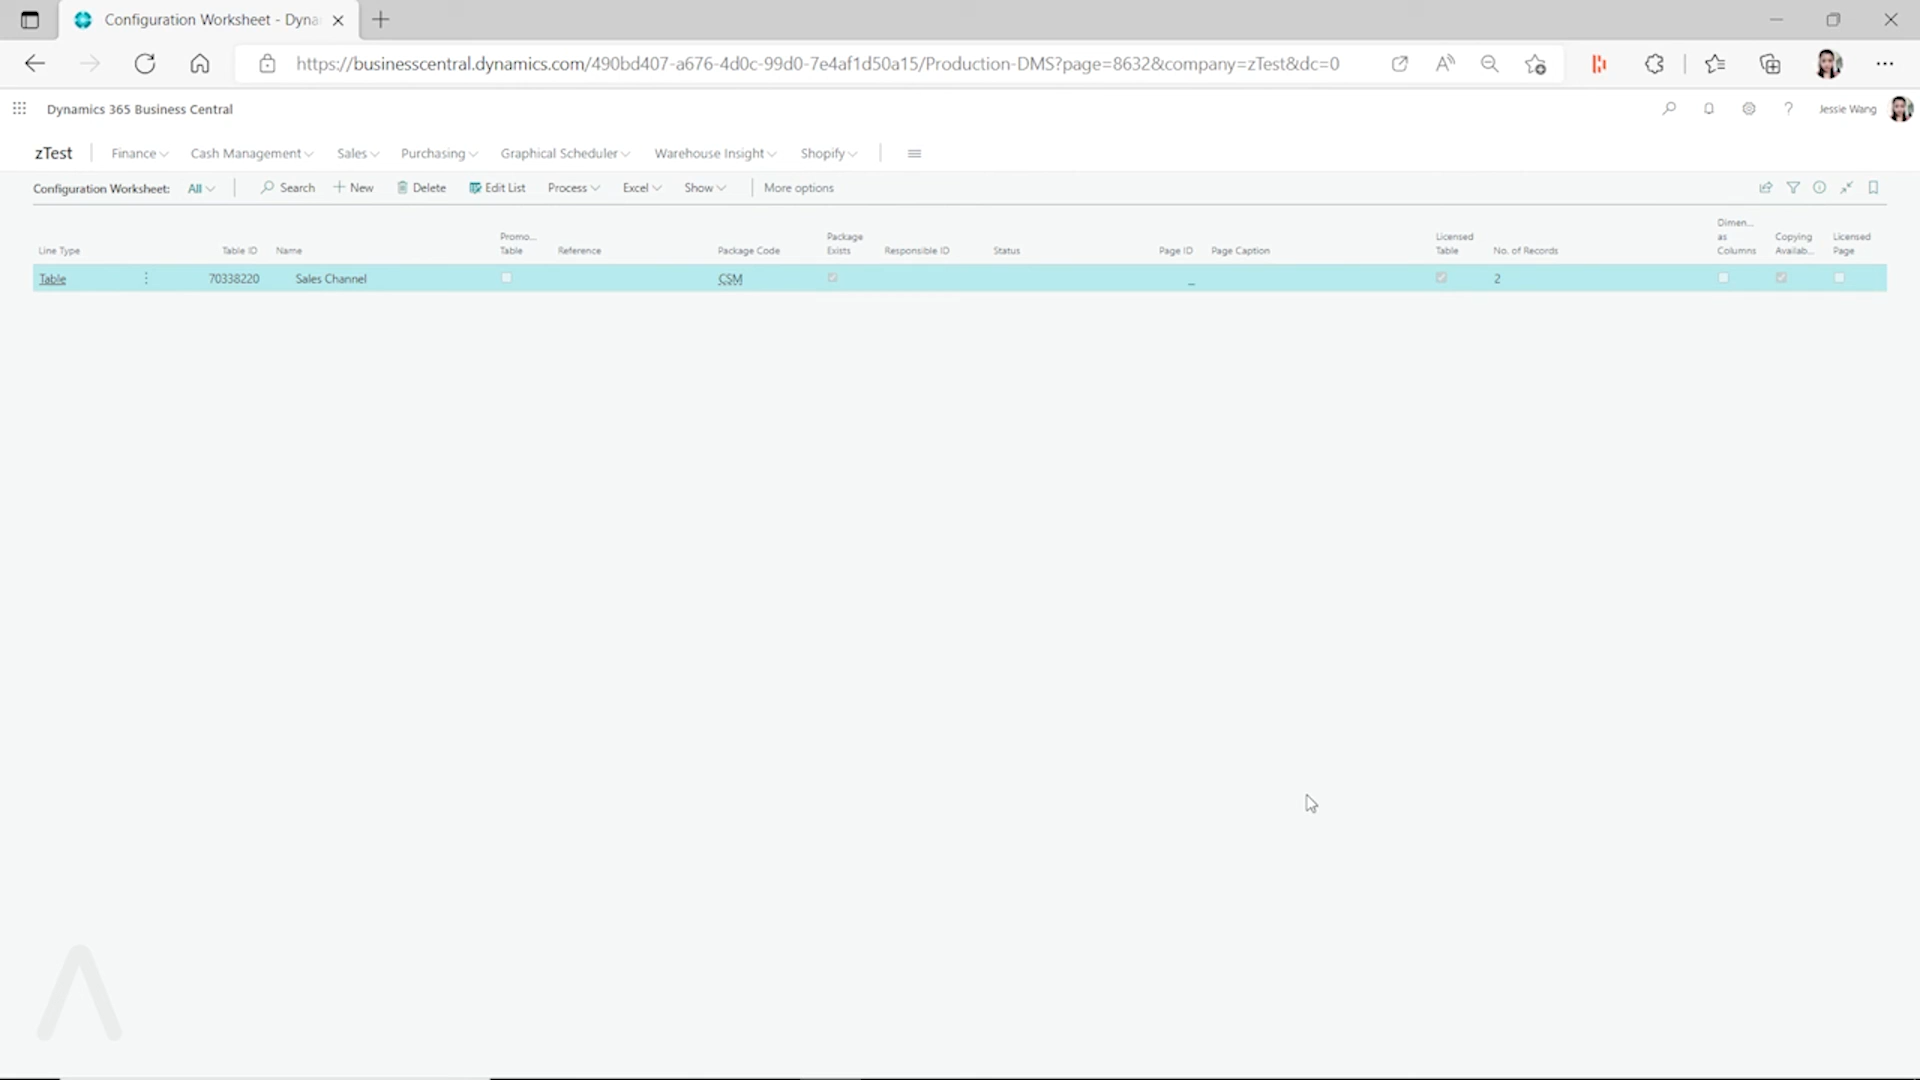 Configuration Worksheet - Dyna
https://businesscentral.dynamics.com/490bd407-a676-4d0c-99d0-7e4af1d50a15/Production-DMS?page=8632&company=zTest&dc=0
Dynamics 365 Business Central
Jessie Wang
zTest Finance Cash Management Sales Purchasing Graphical Scheduler Warehouse Insight Shopify
Configuration Worksheet: All Search New Delete Edit List Process Excel Show More options
Line Type Table ID Name Promo... Table Reference Package Code Package Exists Responsible ID Status Page ID Page Caption Licensed Table No. of Records Dimen... as Columns Copying Availab... Licensed Page
Table 70338220 Sales Channel CSM _ 2